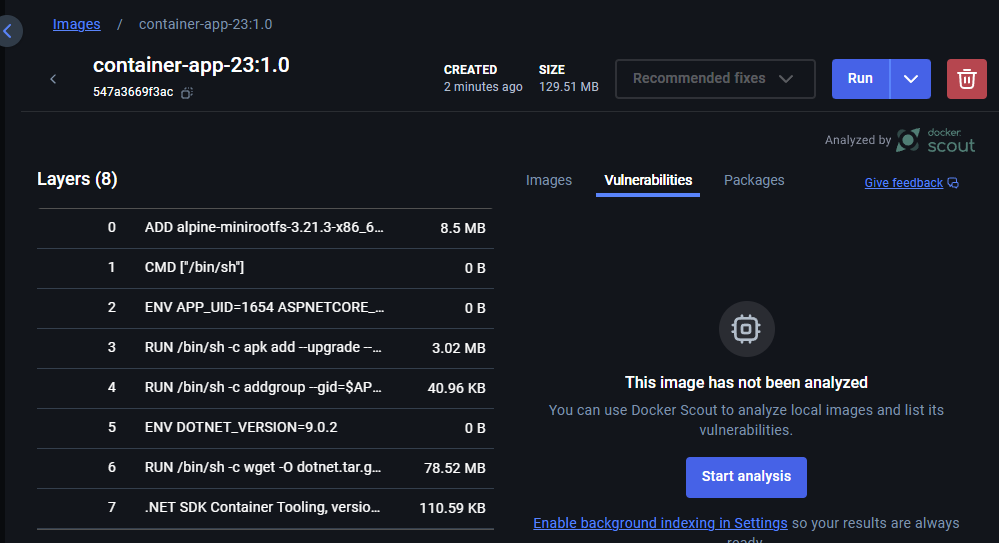 Images / container-app-23:1.0
container-app-23:1.0
547a3669f3ac
CREATED
2 minutes ago
SIZE
129.51 MB
Recommended fixes
Run
Analyzed by docker scout
Layers (8)
0 ADD alpine-minirootfs-3.21.3-x86_6... 8.5 MB
1 CMD ["/bin/sh"] 0 B
2 ENV APP_UID=1654 ASPNETCORE_... 0 B
3 RUN /bin/sh -c apk add --upgrade --... 3.02 MB
4 RUN /bin/sh -c addgroup --gid=$AP... 40.96 KB
5 ENV DOTNET_VERSION=9.0.2 0 B
6 RUN /bin/sh -c wget -O dotnet.tar.g... 78.52 MB
7 .NET SDK Container Tooling, versio... 110.59 KB
Images Vulnerabilities Packages Give feedback
This image has not been analyzed
You can use Docker Scout to analyze local images and list its
vulnerabilities.
Start analysis
Enable background indexing in Settings so your results are always
ready